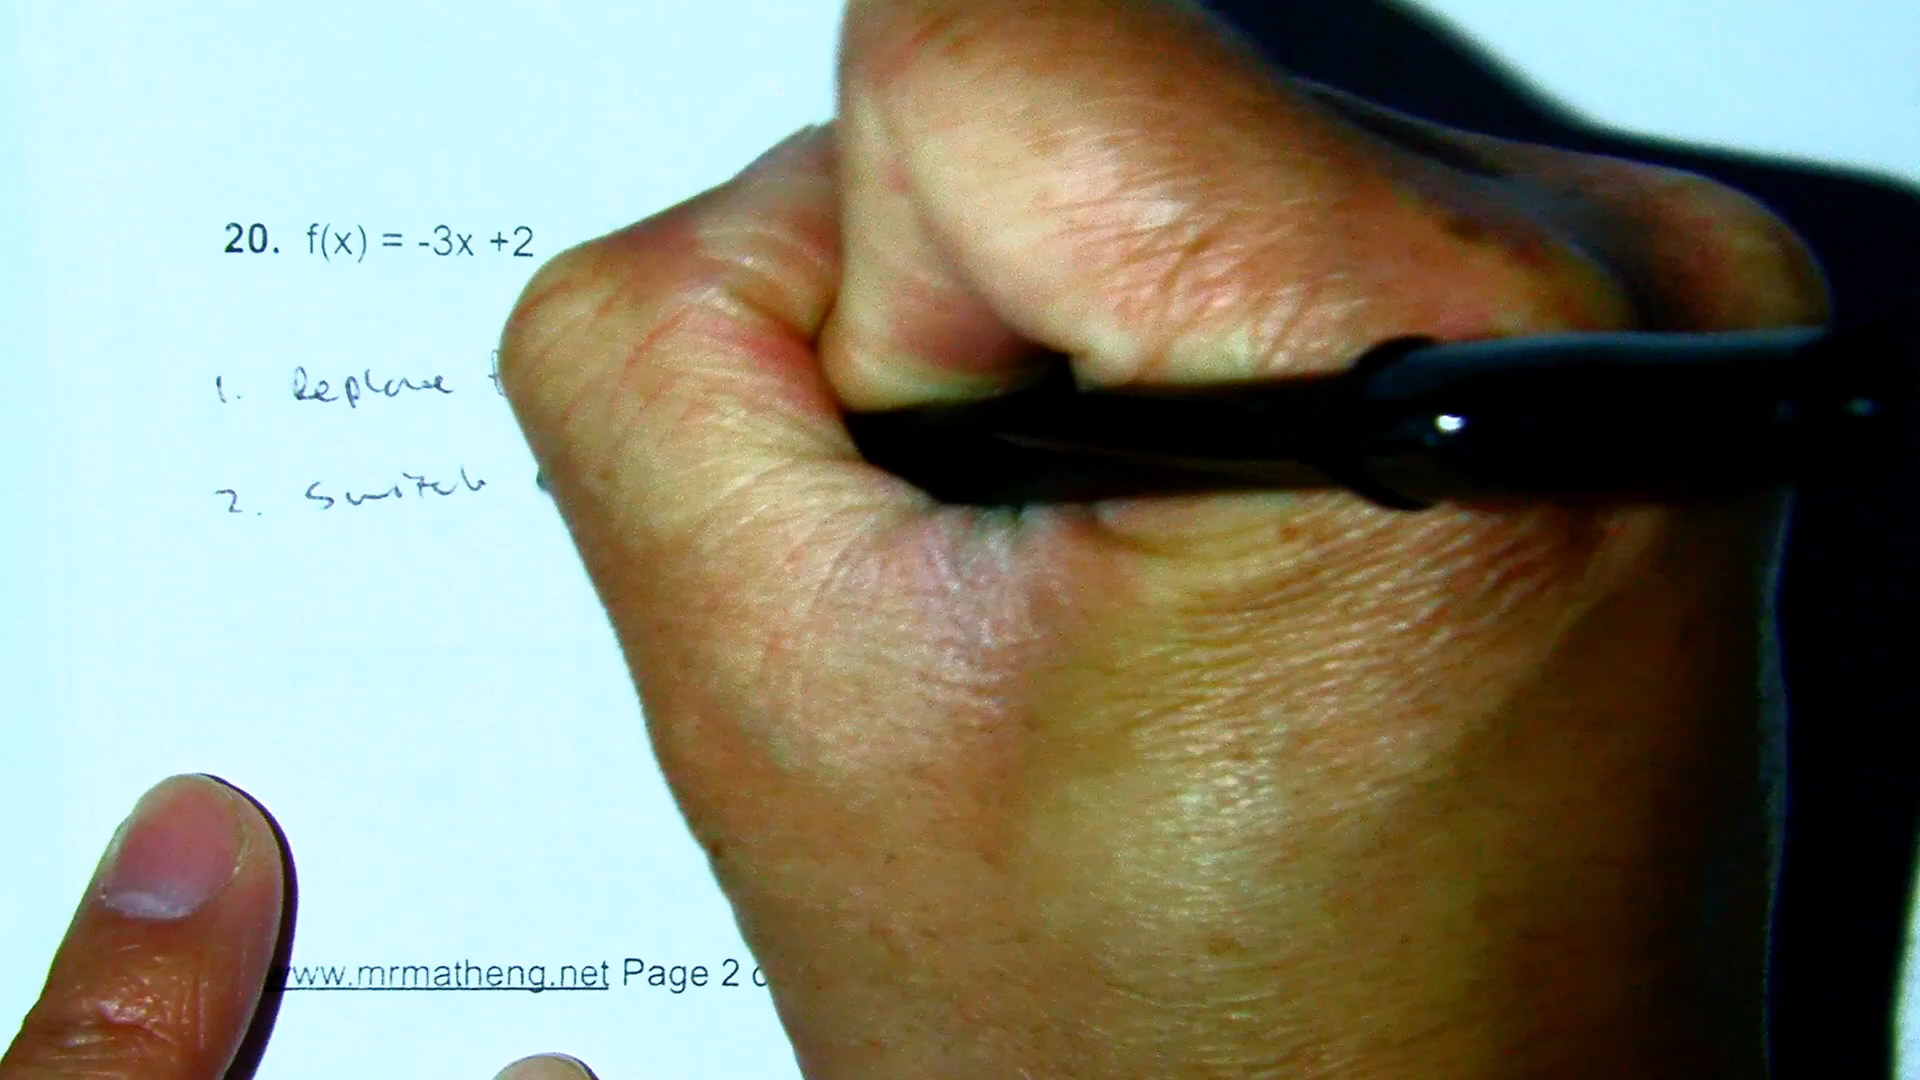 20. f(x) = -3x +2
1. Replace
2. Switch
www.mrmatheng.net Page 2